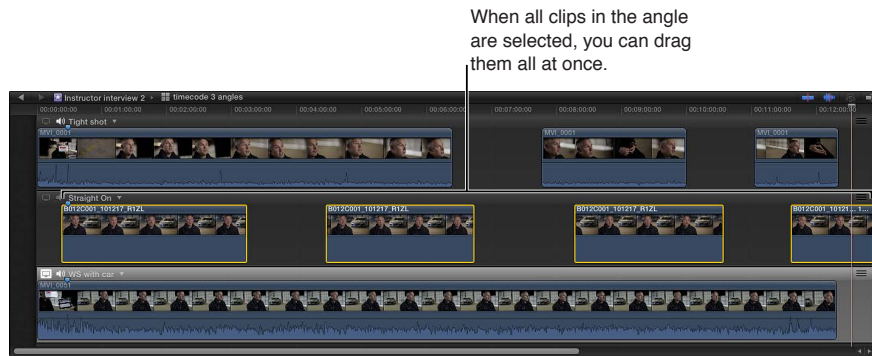 When all clips in the angle
are selected, you can drag
them all at once.
Instructor interview 2 timecode 3 angles
00:00:00:00 00:01:00:00 00:02:00:00 00:03:00:00 00:04:00:00 00:05:00:00 00:06:00:00 00:07:00:00 00:08:00:00 00:09:00:00 00:10:00:00 00:11:00:00 00:12:00:00
Tight shot
MVI_0001 MVI_0001 MVI_0001
Straight On
B012C001_101217_R1ZL B012C001_101217_R1ZL B012C001_101217_R1ZL B012C001_10121... 1...
WS with car
MVI_0001